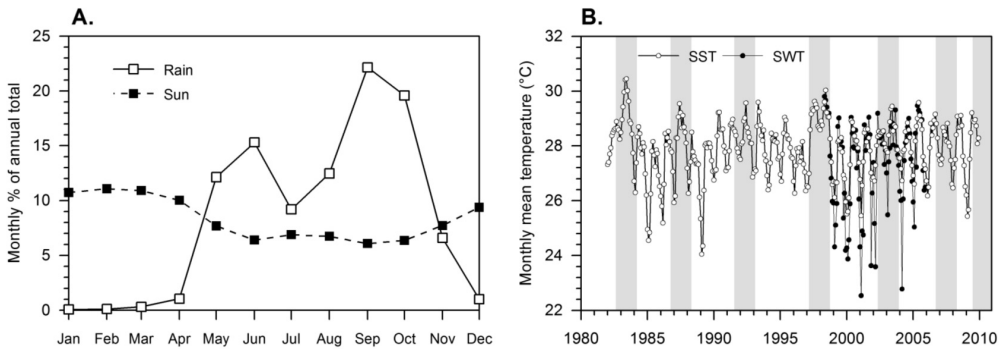 A.
Monthly % of annual total
25
20
15
10
5
0
Rain
Sun
Jan Feb Mar Apr May Jun Jul Aug Sep Oct Nov Dec
B.
Monthly mean temperature (°C)
32
30
28
26
24
22
SST SWT
1980 1985 1990 1995 2000 2005 2010